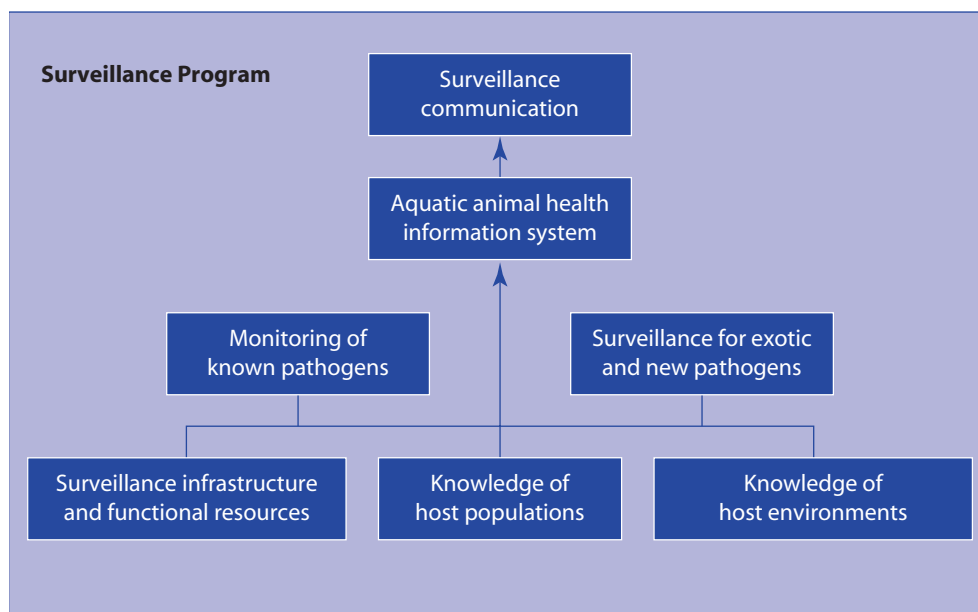 Surveillance Program
Surveillance
communication
Aquatic animal health
information system
Monitoring of
known pathogens
Surveillance for exotic
and new pathogens
Surveillance infrastructure
and functional resources
Knowledge of
host populations
Knowledge of
host environments